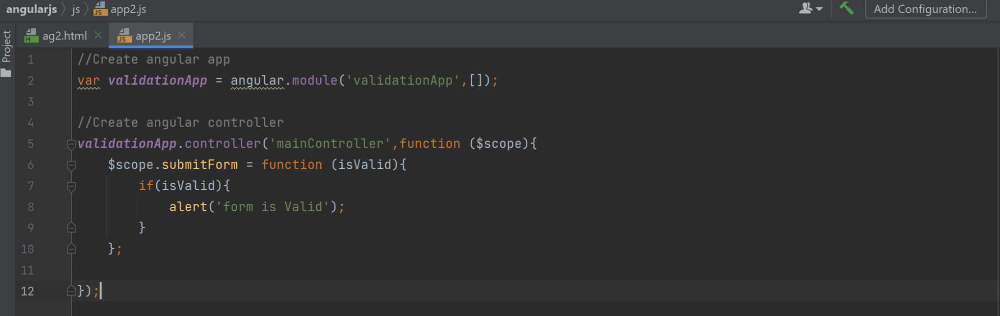 angularjs js app2.js Add Configuration...
Project ag2.html app2.js
1 //Create angular app
2 var validationApp = angular.module('validationApp',[]);
3
4 //Create angular controller
5 validationApp.controller('mainController',function ($scope){
6 $scope.submitForm = function (isValid){
7 if(isValid){
8 alert('form is Valid');
9 }
10 };
11
12 });